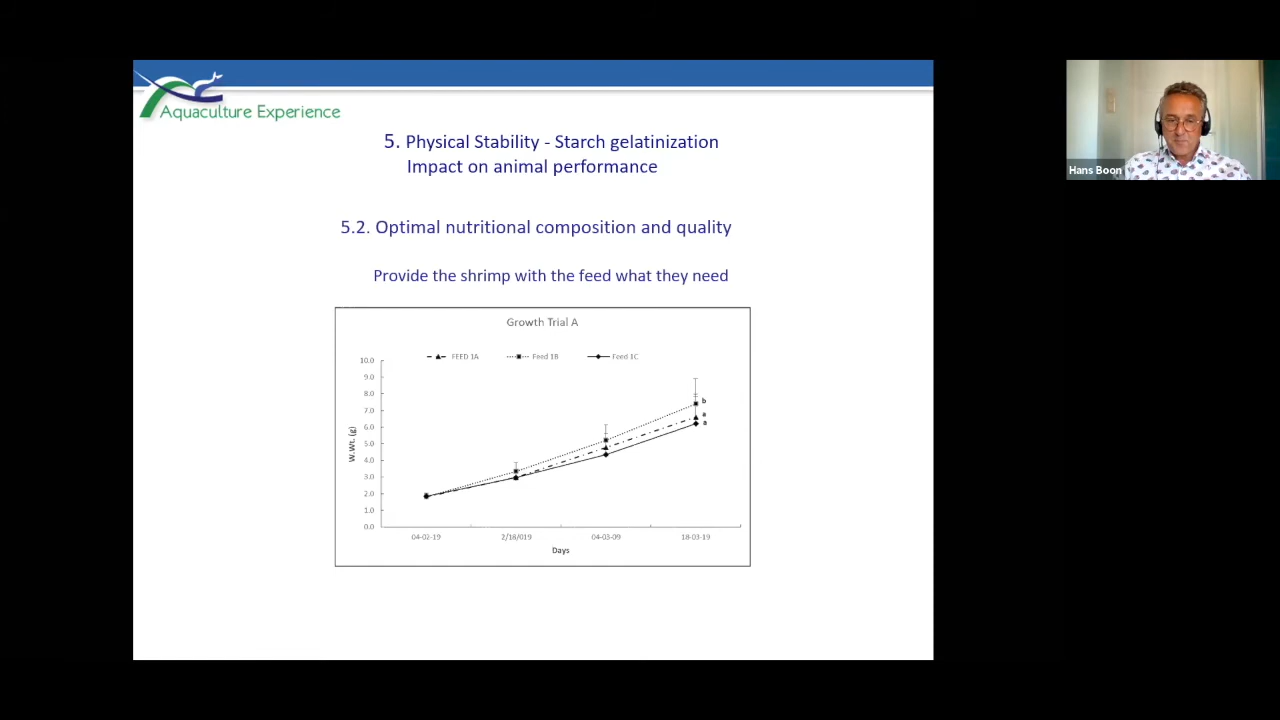 Aquaculture Experience
5. Physical Stability - Starch gelatinization
Impact on animal performance
5.2. Optimal nutritional composition and quality
Provide the shrimp with the feed what they need
Growth Trial A
FEED 1A Feed 1B Feed 1C
10.0
9.0
8.0
7.0
6.0
5.0
4.0
3.0
2.0
1.0
0.0
W.Wt. (g)
b
a
a
04-02-19 2/18/019 04-03-09 18-03-19
Days
Hans Boon